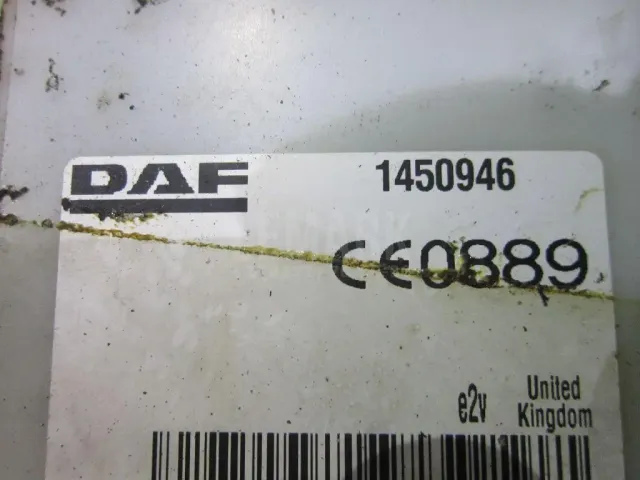 DAF 1450946
CE0889
e2v United
Kingdom